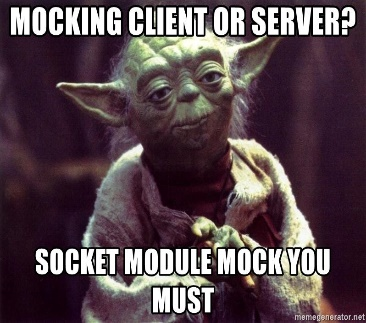 MOCKING CLIENT OR SERVER?
SOCKET MODULE MOCK YOU
MUST
memegenerator.net